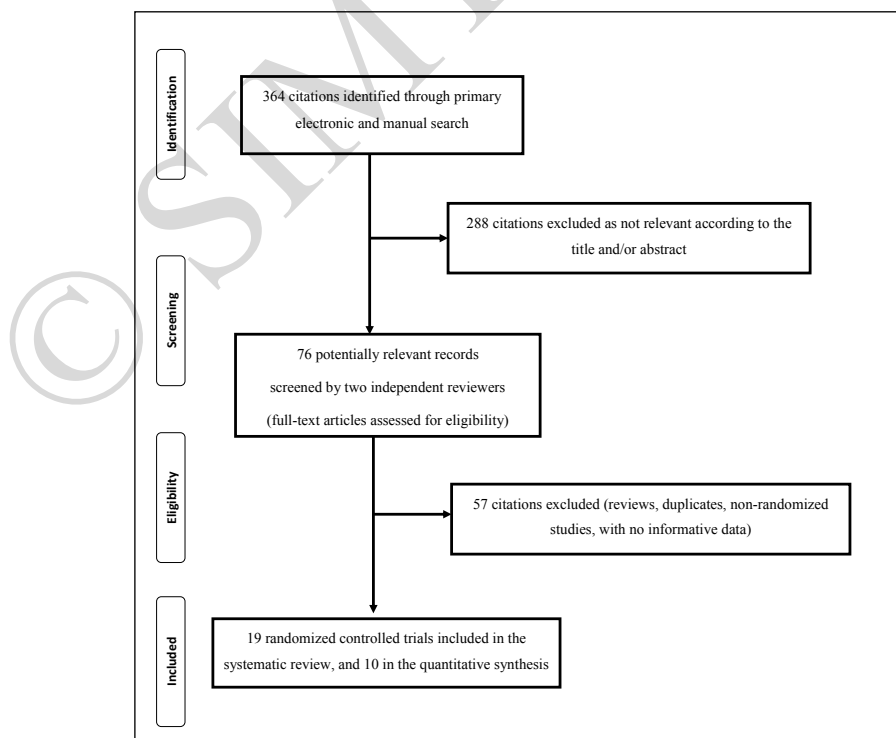 Identification
364 citations identified through primary
electronic and manual search
288 citations excluded as not relevant according to the
title and/or abstract
Screening
76 potentially relevant records
screened by two independent reviewers
(full-text articles assessed for eligibility)
Eligibility
57 citations excluded (reviews, duplicates, non-randomized
studies, with no informative data)
Included
19 randomized controlled trials included in the
systematic review, and 10 in the quantitative synthesis
© SIM